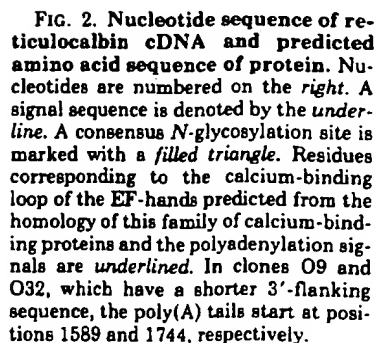 FIG. 2. Nucleotide sequence of re-
ticulocalbin cDNA and predicted
amino acid sequence of protein. Nu-
cleotides are numbered on the right. A
signal sequence is denoted by the under-
line. A consensus N-glycosylation site is
marked with a filled triangle. Residues
corresponding to the calcium-binding
loop of the EF-hands predicted from the
homology of this family of calcium-bind-
ing proteins and the polyadenylation sig-
nals are underlined. In clones O9 and
O32, which have a shorter 3′-flanking
sequence, the poly(A) tails start at posi-
tions 1589 and 1744, respectively.